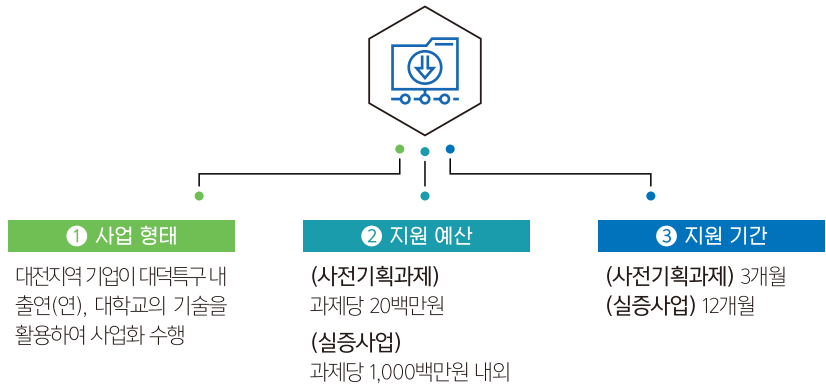 1 사업 형태
대전지역 기업이 대덕특구 내
출연(연), 대학교의 기술을
활용하여 사업화 수행
2 지원 예산
(사전기획과제)
과제당 20백만원
(실증사업)
과제당 1,000백만원 내외
3 지원 기간
(사전기획과제) 3개월
(실증사업) 12개월